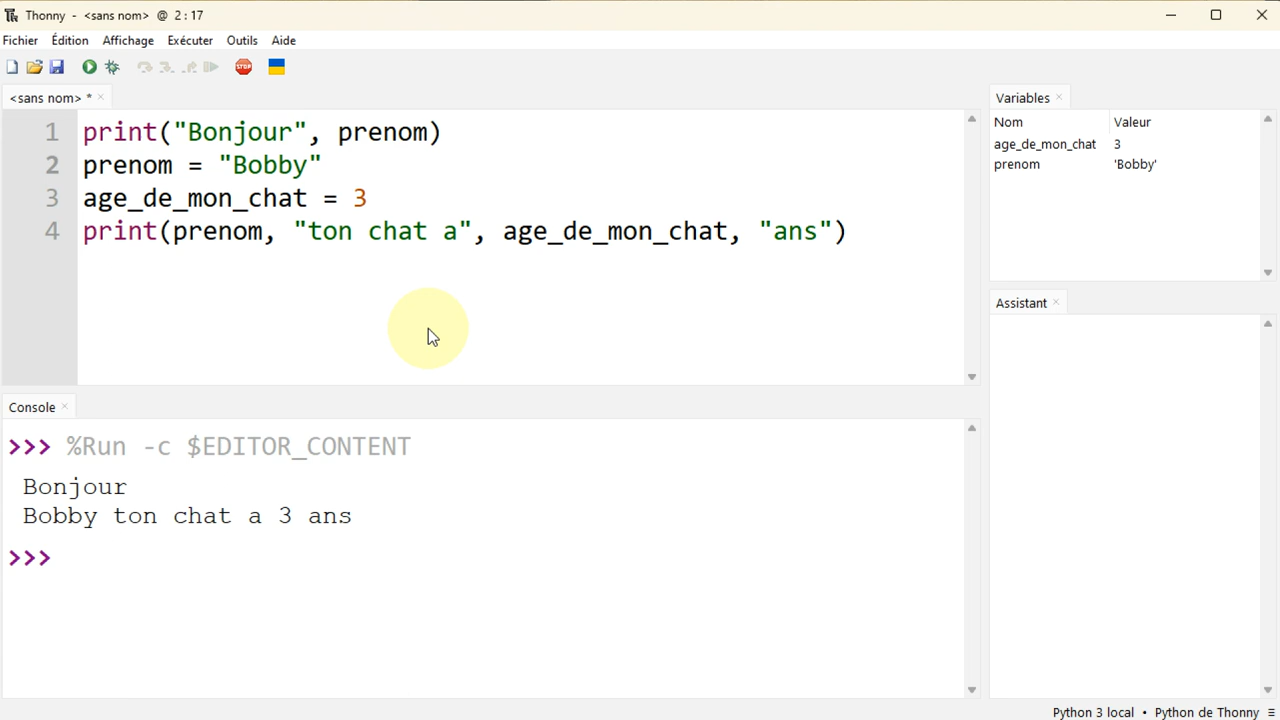 Thonny - <sans nom> @ 2:17
Fichier Édition Affichage Exécuter Outils Aide
STOP
<sans nom> *
1 print("Bonjour", prenom)
2 prenom = "Bobby"
3 age_de_mon_chat = 3
4 print(prenom, "ton chat a", age_de_mon_chat, "ans")
Console
>>> %Run -c $EDITOR_CONTENT
Bonjour
Bobby ton chat a 3 ans
>>>
Variables
Nom Valeur
age_de_mon_chat 3
prenom 'Bobby'
Assistant
Python 3 local • Python de Thonny ≡